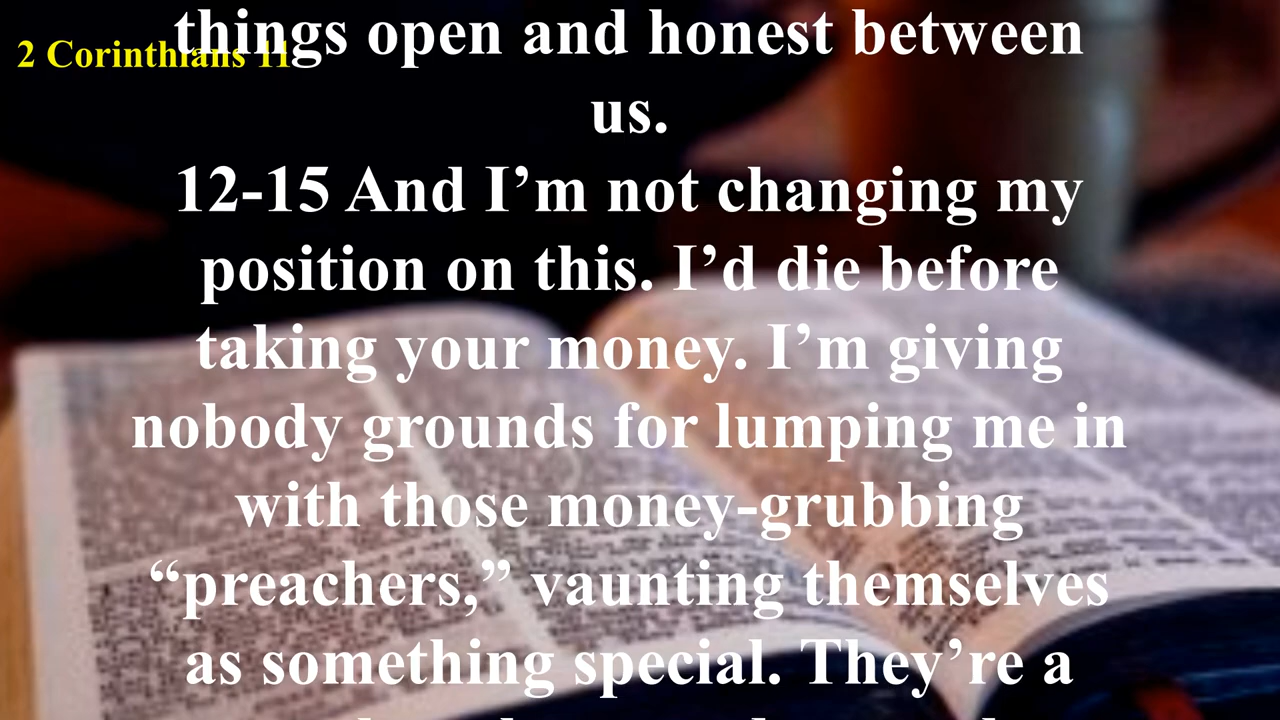 things open and honest between
2 Corinthians 11
us.
12-15 And I’m not changing my
position on this. I’d die before
taking your money. I’m giving
nobody grounds for lumping me in
with those money-grubbing
“preachers,” vaunting themselves
as something special. They’re a